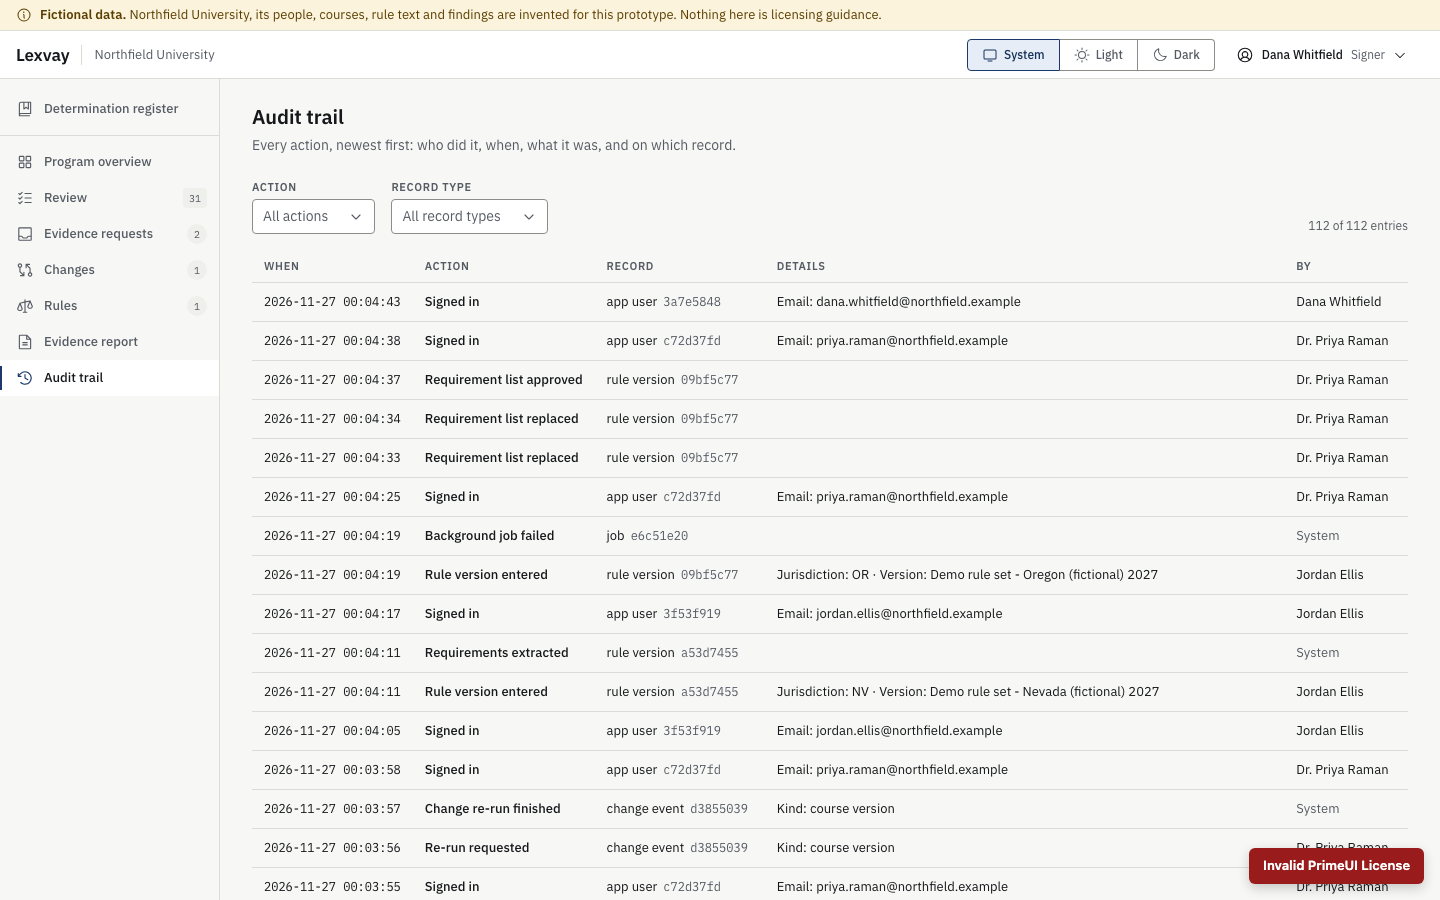 Fictional data. Northfield University, its people, courses, rule text and findings are invented for this prototype. Nothing here is licensing guidance.
Lexvay Northfield University System Light Dark Dana Whitfield Signer
Determination register
Program overview
Review 31
Evidence requests 2
Changes 1
Rules 1
Evidence report
Audit trail
Audit trail
Every action, newest first: who did it, when, what it was, and on which record.
ACTION RECORD TYPE
All actions All record types
112 of 112 entries
WHEN ACTION RECORD DETAILS BY
2026-11-27 00:04:43 Signed in app user 3a7e5848 Email: dana.whitfield@northfield.example Dana Whitfield
2026-11-27 00:04:38 Signed in app user c72d37fd Email: priya.raman@northfield.example Dr. Priya Raman
2026-11-27 00:04:37 Requirement list approved rule version 09bf5c77 Dr. Priya Raman
2026-11-27 00:04:34 Requirement list replaced rule version 09bf5c77 Dr. Priya Raman
2026-11-27 00:04:33 Requirement list replaced rule version 09bf5c77 Dr. Priya Raman
2026-11-27 00:04:25 Signed in app user c72d37fd Email: priya.raman@northfield.example Dr. Priya Raman
2026-11-27 00:04:19 Background job failed job e6c51e20 System
2026-11-27 00:04:19 Rule version entered rule version 09bf5c77 Jurisdiction: OR · Version: Demo rule set - Oregon (fictional) 2027 Jordan Ellis
2026-11-27 00:04:17 Signed in app user 3f53f919 Email: jordan.ellis@northfield.example Jordan Ellis
2026-11-27 00:04:11 Requirements extracted rule version a53d7455 System
2026-11-27 00:04:11 Rule version entered rule version a53d7455 Jurisdiction: NV · Version: Demo rule set - Nevada (fictional) 2027 Jordan Ellis
2026-11-27 00:04:05 Signed in app user 3f53f919 Email: jordan.ellis@northfield.example Jordan Ellis
2026-11-27 00:03:58 Signed in app user c72d37fd Email: priya.raman@northfield.example Dr. Priya Raman
2026-11-27 00:03:57 Change re-run finished change event d3855039 Kind: course version System
2026-11-27 00:03:56 Re-run requested change event d3855039 Kind: course version Dr. Priya Raman
2026-11-27 00:03:55 Signed in app user c72d37fd Email: priya.raman@northfield.example Dr. Priya Raman
Invalid PrimeUI License